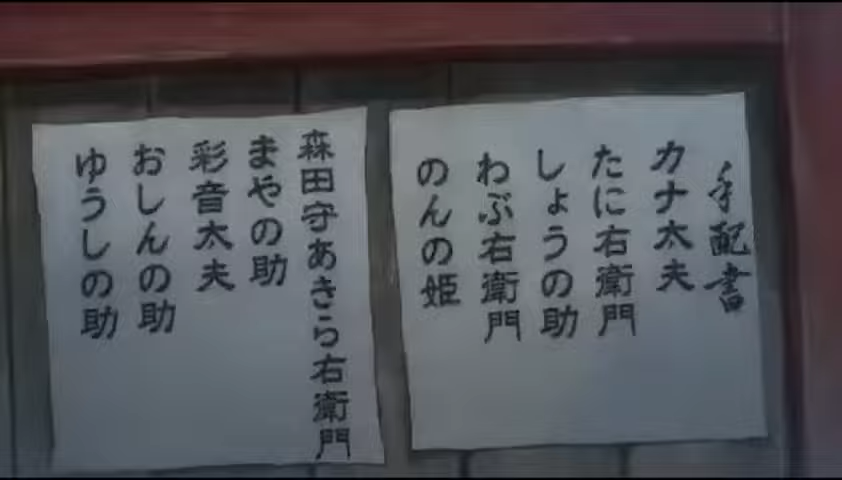 手配書
カナ太夫
たに右衛門
しょうの助
わぶ右衛門
のんの姫
森田守あきら右衛門
まやの助
彩音太夫
おしんの助
ゆうしの助